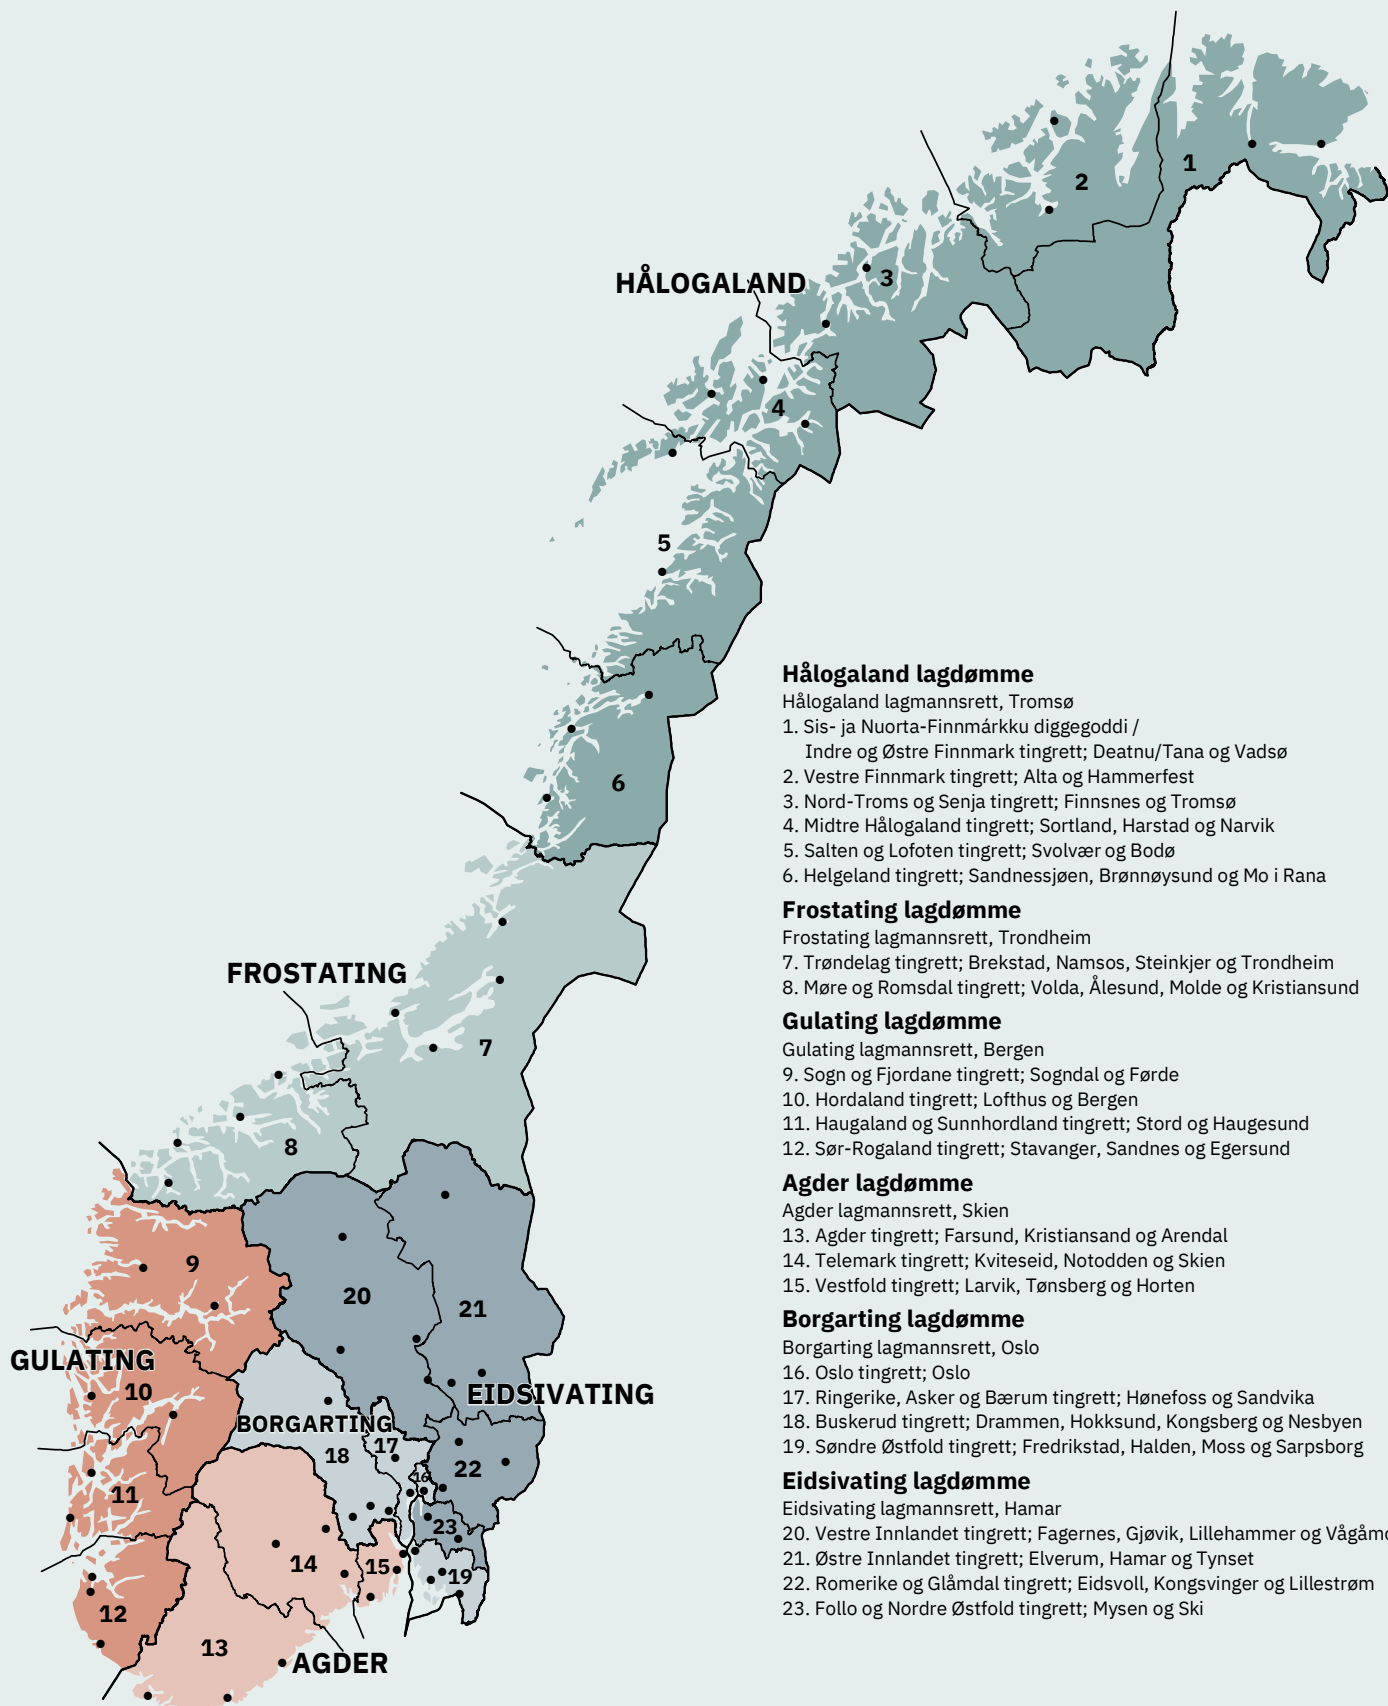 1
2
3
HÅLOGALAND
4
5
6
FROSTATING
7
8
9
20
21
GULATING
10
EIDSIVATING
BORGARTING
17
18
22
16
11
23
14
15
19
12
13
AGDER
Hålogaland lagdømme
Hålogaland lagmannsrett, Tromsø
1. Sis- ja Nuorta-Finnmárkku diggegoddi /
Indre og Østre Finnmark tingrett; Deatnu/Tana og Vadsø
2. Vestre Finnmark tingrett; Alta og Hammerfest
3. Nord-Troms og Senja tingrett; Finnsnes og Tromsø
4. Midtre Hålogaland tingrett; Sortland, Harstad og Narvik
5. Salten og Lofoten tingrett; Svolvær og Bodø
6. Helgeland tingrett; Sandnessjøen, Brønnøysund og Mo i Rana
Frostating lagdømme
Frostating lagmannsrett, Trondheim
7. Trøndelag tingrett; Brekstad, Namsos, Steinkjer og Trondheim
8. Møre og Romsdal tingrett; Volda, Ålesund, Molde og Kristiansund
Gulating lagdømme
Gulating lagmannsrett, Bergen
9. Sogn og Fjordane tingrett; Sogndal og Førde
10. Hordaland tingrett; Lofthus og Bergen
11. Haugaland og Sunnhordland tingrett; Stord og Haugesund
12. Sør-Rogaland tingrett; Stavanger, Sandnes og Egersund
Agder lagdømme
Agder lagmannsrett, Skien
13. Agder tingrett; Farsund, Kristiansand og Arendal
14. Telemark tingrett; Kviteseid, Notodden og Skien
15. Vestfold tingrett; Larvik, Tønsberg og Horten
Borgarting lagdømme
Borgarting lagmannsrett, Oslo
16. Oslo tingrett; Oslo
17. Ringerike, Asker og Bærum tingrett; Hønefoss og Sandvika
18. Buskerud tingrett; Drammen, Hokksund, Kongsberg og Nesbyen
19. Søndre Østfold tingrett; Fredrikstad, Halden, Moss og Sarpsborg
Eidsivating lagdømme
Eidsivating lagmannsrett, Hamar
20. Vestre Innlandet tingrett; Fagernes, Gjøvik, Lillehammer og
21. Østre Innlandet tingrett; Elverum, Hamar og Tynset
22. Romerike og Glåmdal tingrett; Eidsvoll, Kongsvinger og Lillestrøm
23. Follo og Nordre Østfold tingrett; Mysen og Ski